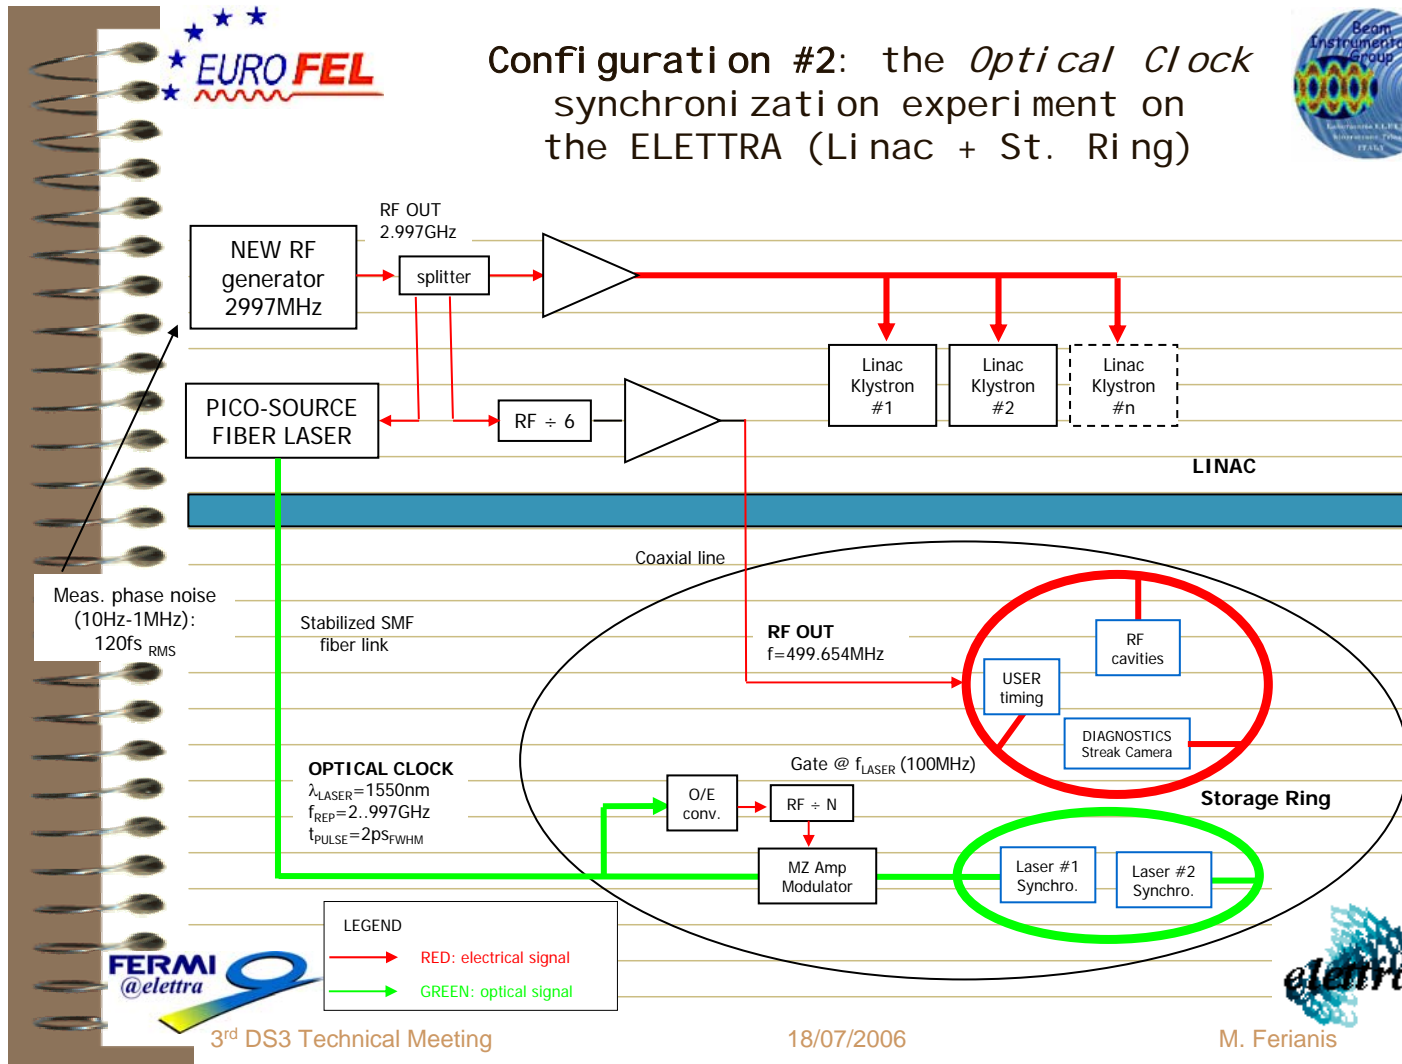 EURO FEL
Configuration #2: the Optical Clock
synchronization experiment on
the ELETTRA (Linac + St. Ring)
Beam
Group
ITALY
RF OUT
2.997GHz
NEW RF
generator
2997MHz
splitter
Linac
Klystron
#1
Linac
Klystron
#2
Linac
Klystron
#n
PICO-SOURCE
FIBER LASER
RF ÷ 6
LINAC
Coaxial line
Meas. phase noise
(10Hz-1MHz):
120fs RMS
Stabilized SMF
fiber link
RF OUT
f=499.654MHz
RF
cavities
USER
timing
DIAGNOSTICS
Streak Camera
Gate @ fLASER (100MHz)
OPTICAL CLOCK
λLASER=1550nm
fREP=2..997GHz
tPULSE=2psFWHM
O/E
conv.
RF ÷ N
Storage Ring
MZ Amp
Modulator
Laser #1
Synchro.
Laser #2
Synchro.
LEGEND
RED: electrical signal
GREEN: optical signal
FERMI
@elettra
3rd DS3 Technical Meeting
18/07/2006
M. Ferianis